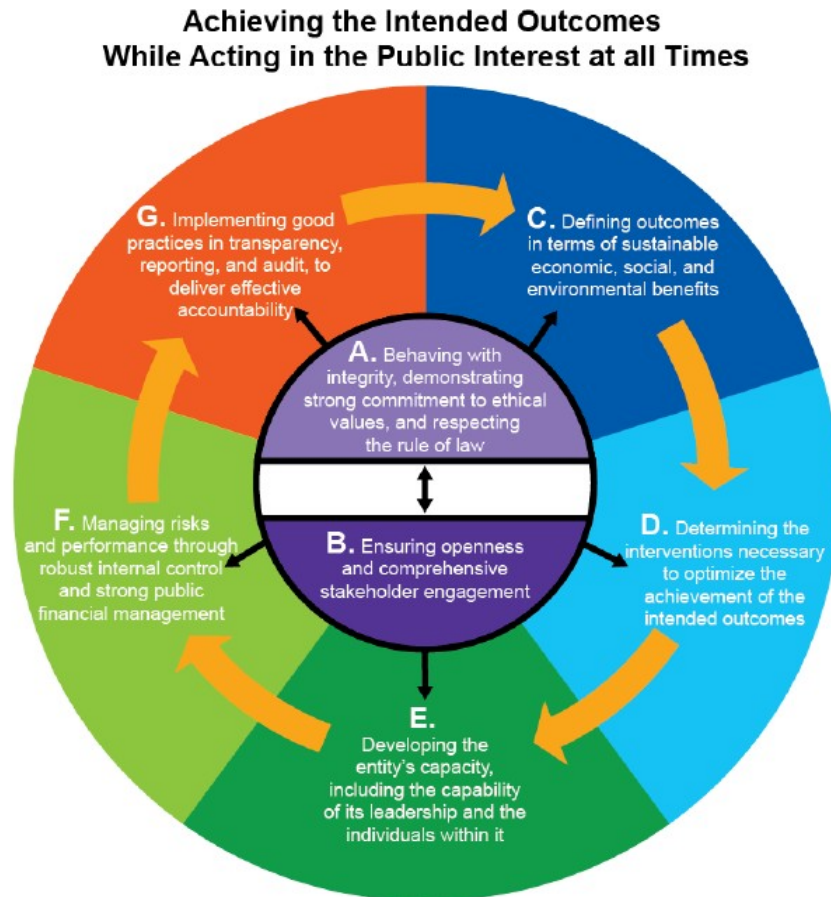 Achieving the Intended Outcomes
While Acting in the Public Interest at all Times
A. Behaving with
integrity, demonstrating
strong commitment to ethical
values, and respecting
the rule of law
B. Ensuring openness
and comprehensive
stakeholder engagement
C. Defining outcomes
in terms of sustainable
economic, social, and
environmental benefits
D. Determining the
interventions necessary
to optimize the
achievement of the
intended outcomes
E.
Developing the
entity's capacity,
including the capability
of its leadership and the
individuals within it
F. Managing risks
and performance through
robust internal control
and strong public
financial management
G. Implementing good
practices in transparency,
reporting, and audit, to
deliver effective
accountability